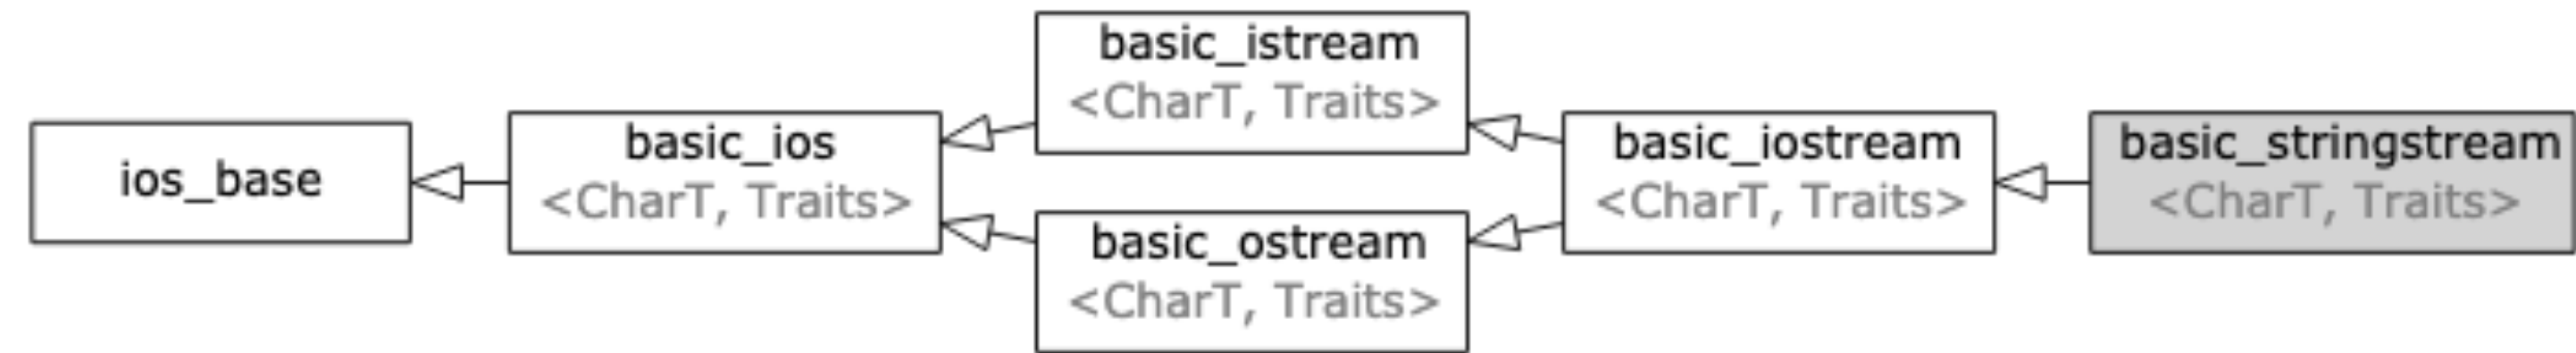 ios_base
basic_ios
<CharT, Traits>
basic_istream
<CharT, Traits>
basic_ostream
<CharT, Traits>
basic_iostream
<CharT, Traits>
basic_stringstream
<CharT, Traits>